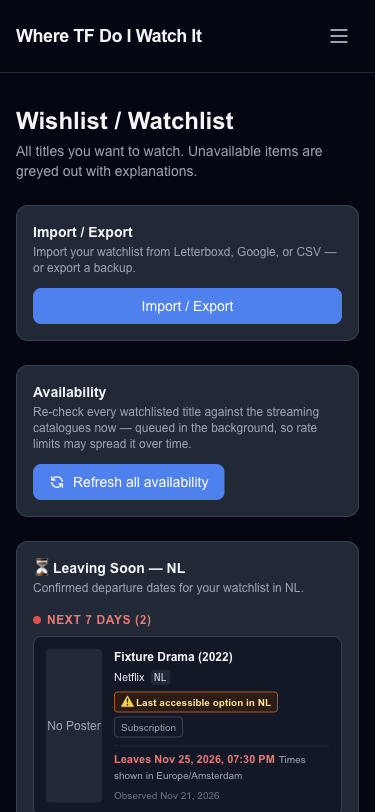 Where TF Do I Watch It
Wishlist / Watchlist
All titles you want to watch. Unavailable items are
greyed out with explanations.
Import / Export
Import your watchlist from Letterboxd, Google, or CSV —
or export a backup.
Import / Export
Availability
Re-check every watchlisted title against the streaming
catalogues now — queued in the background, so rate
limits may spread it over time.
Refresh all availability
⏳ Leaving Soon — NL
Confirmed departure dates for your watchlist in NL.
NEXT 7 DAYS (2)
No Poster
Fixture Drama (2022)
Netflix NL
⚠️ Last accessible option in NL
Subscription
Leaves Nov 25, 2026, 07:30 PM Times
shown in Europe/Amsterdam
Observed Nov 21, 2026